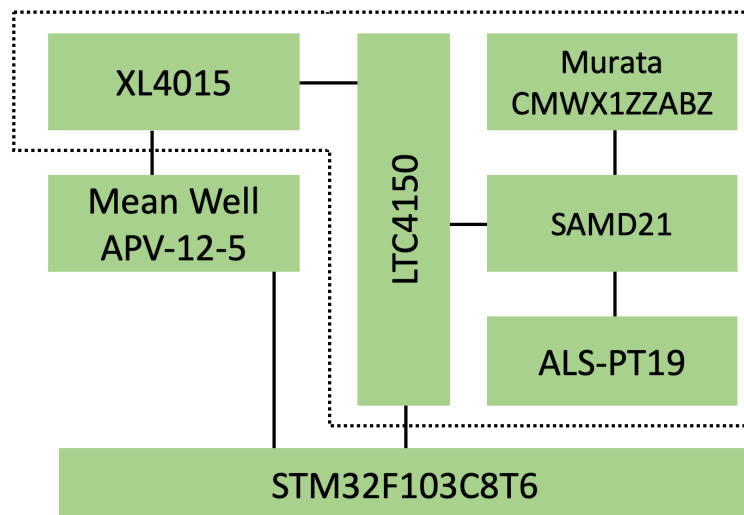 XL4015
Murata
CMWX1ZZABZ
Mean Well
APV-12-5
LTC4150
SAMD21
ALS-PT19
STM32F103C8T6